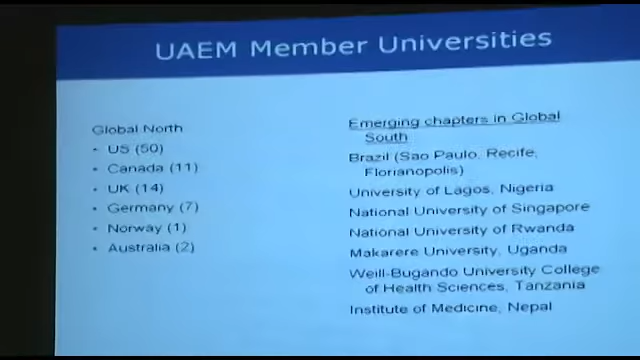 UAEM Member Universities
Global North
• US (50)
• Canada (11)
• UK (14)
• Germany (7)
• Norway (1)
• Australia (2)
Emerging chapters in Global
South
Brazil (Sao Paulo, Recife,
Florianopolis)
University of Lagos, Nigeria
National University of Singapore
National University of Rwanda
Makarere University, Uganda
Weill-Bugando University College
of Health Sciences, Tanzania
Institute of Medicine, Nepal